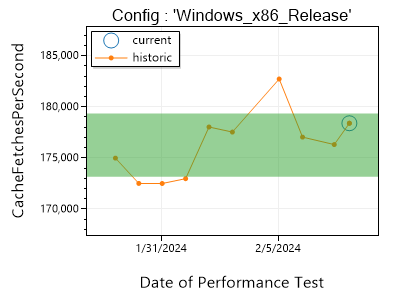 Config : 'Windows_x86_Release'
current
historic
CacheFetchesPerSecond
185,000
180,000
175,000
170,000
1/31/2024
2/5/2024
Date of Performance Test